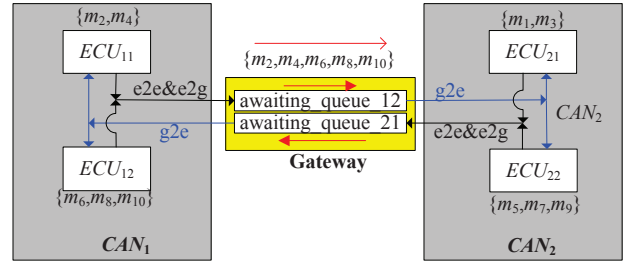 {m2,m4}
ECU11
{m2,m4,m6,m8,m10}
{m1,m3}
ECU21
e2e&e2g
awaiting_queue_12
g2e
g2e
awaiting_queue_21
e2e&e2g
CAN2
Gateway
ECU12
{m6,m8,m10}
ECU22
{m5,m7,m9}
CAN1
CAN2